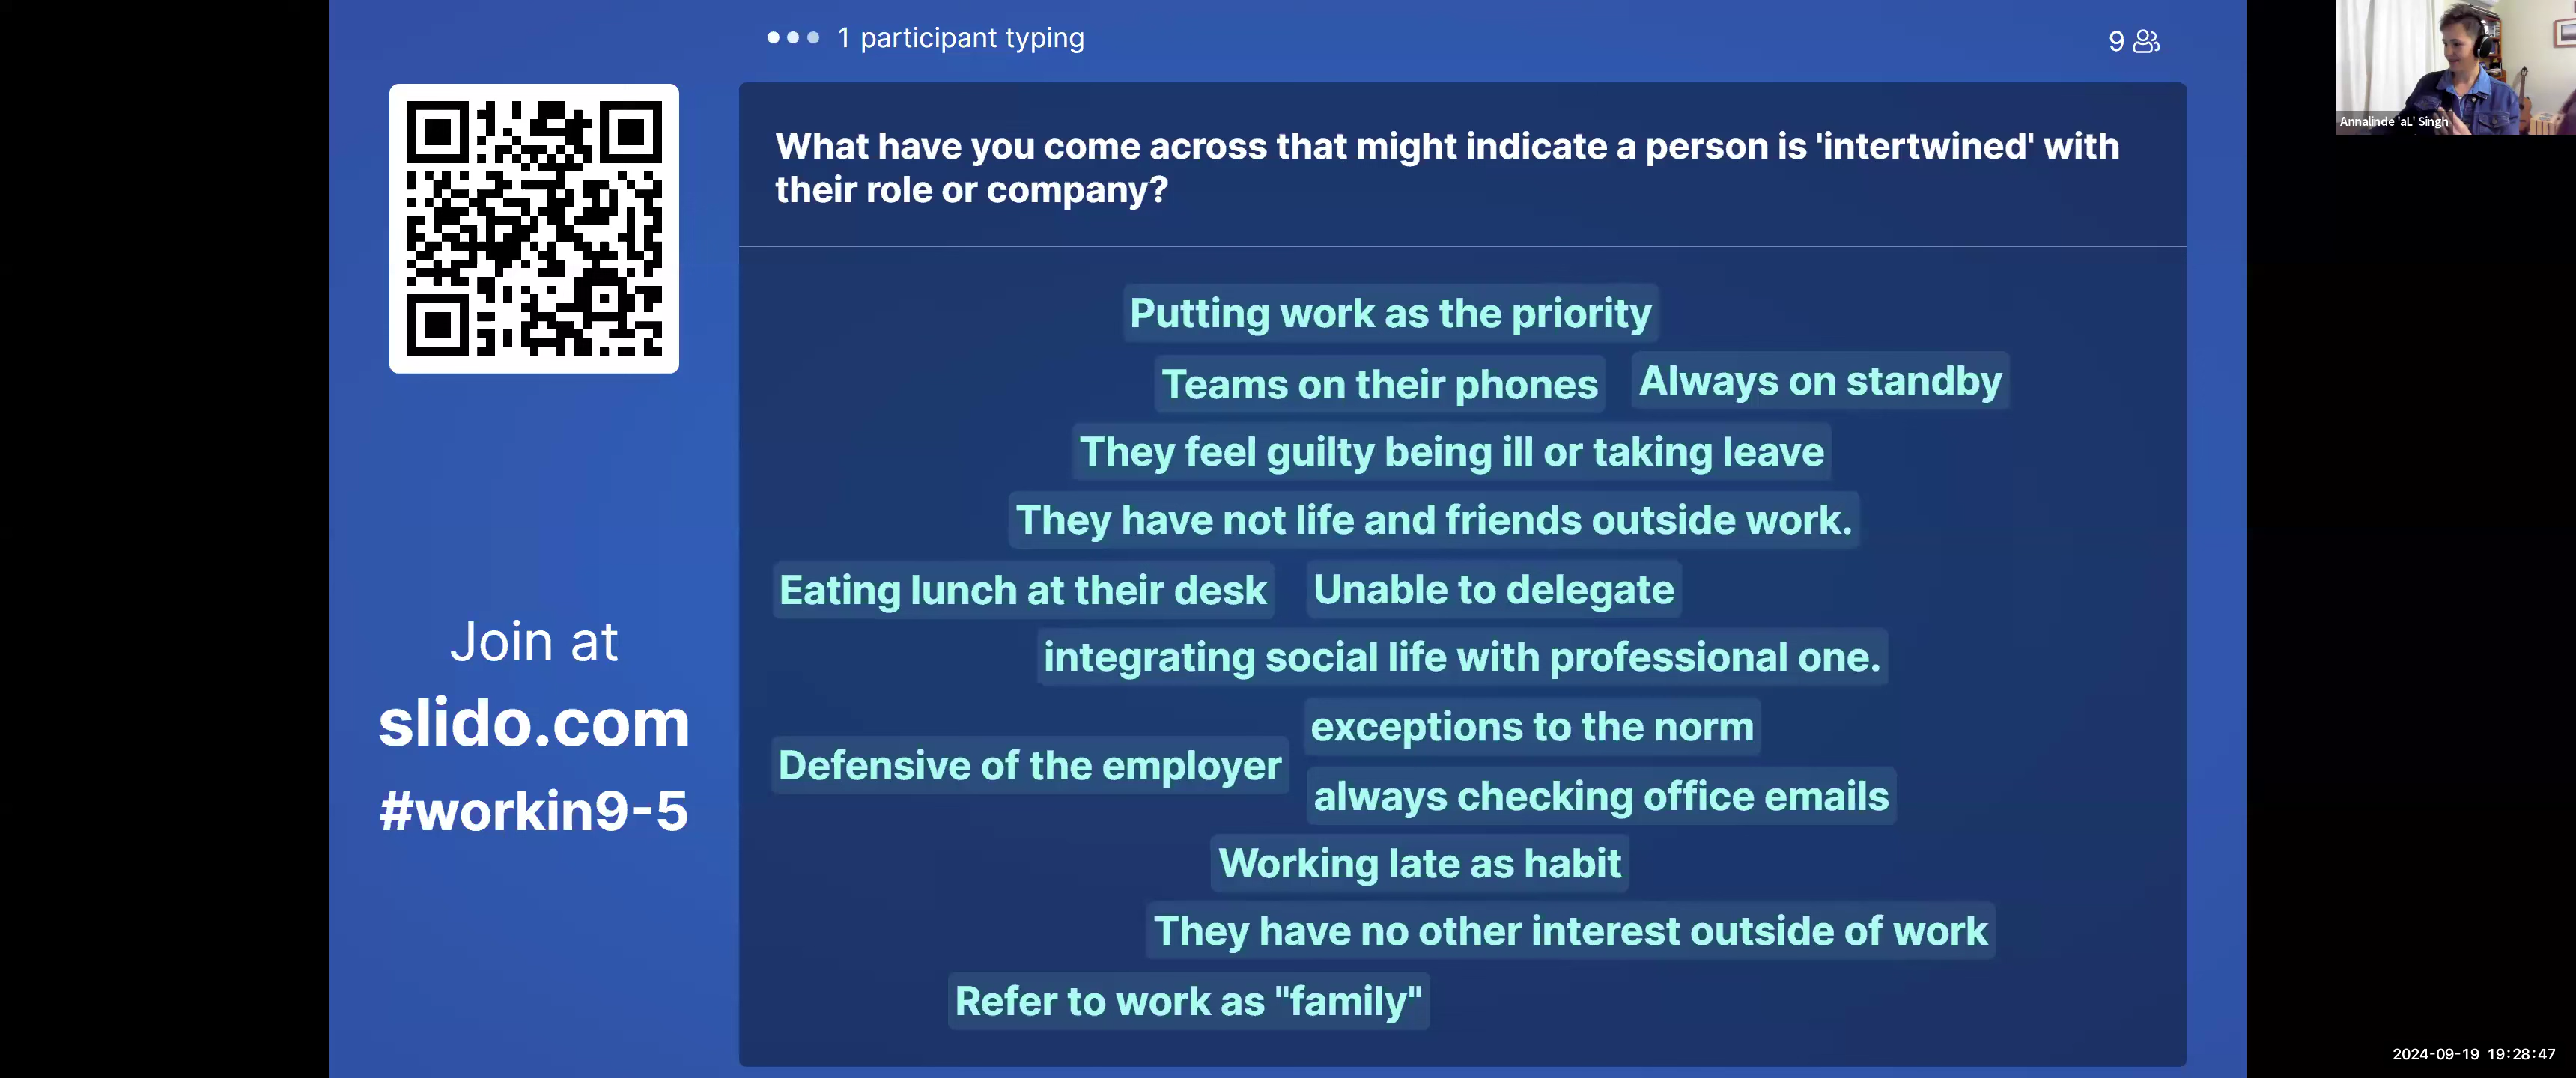 1 participant typing
9
Annalinde 'aL' Singh
What have you come across that might indicate a person is 'intertwined' with
their role or company?
Putting work as the priority
Teams on their phones
Always on standby
They feel guilty being ill or taking leave
They have not life and friends outside work.
Eating lunch at their desk
Unable to delegate
integrating social life with professional one.
exceptions to the norm
Defensive of the employer
always checking office emails
Working late as habit
They have no other interest outside of work
Refer to work as "family"
Join at
slido.com
#workin9-5
2024-09-19 19:28:47